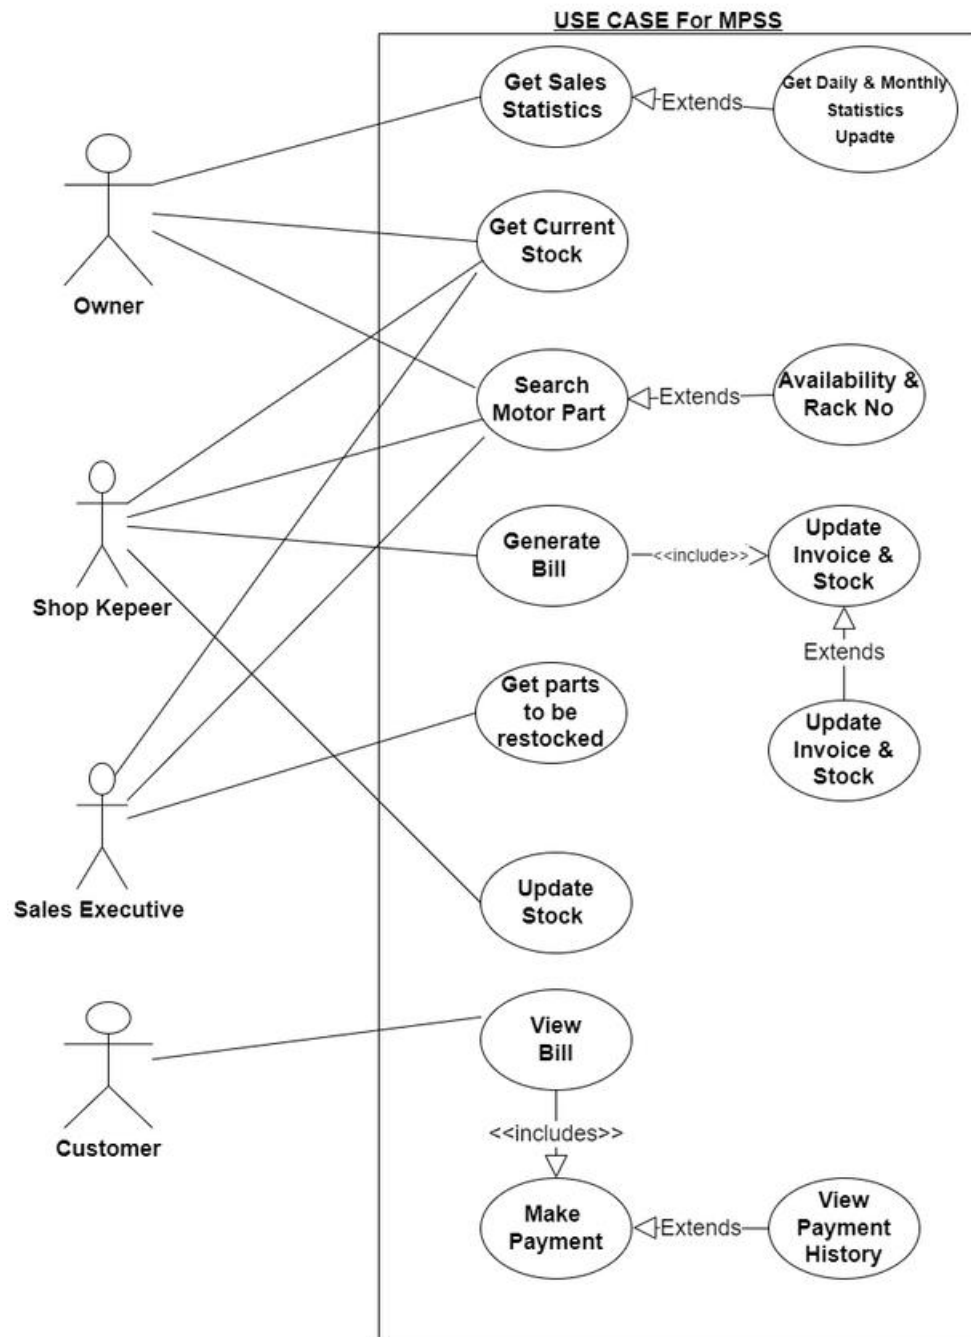 USE CASE For MPSS
Get Sales
Statistics
Extends
Get Daily & Monthly
Statistics
Upadte
Owner
Get Current
Stock
Search
Motor Part
Extends
Availability &
Rack No
Shop Kepeer
Generate
Bill
<<include>>
Update
Invoice &
Stock
Extends
Get parts
to be
restocked
Update
Invoice &
Stock
Sales Executive
Update
Stock
View
Bill
Customer
<<includes>>
Make
Payment
Extends
View
Payment
History